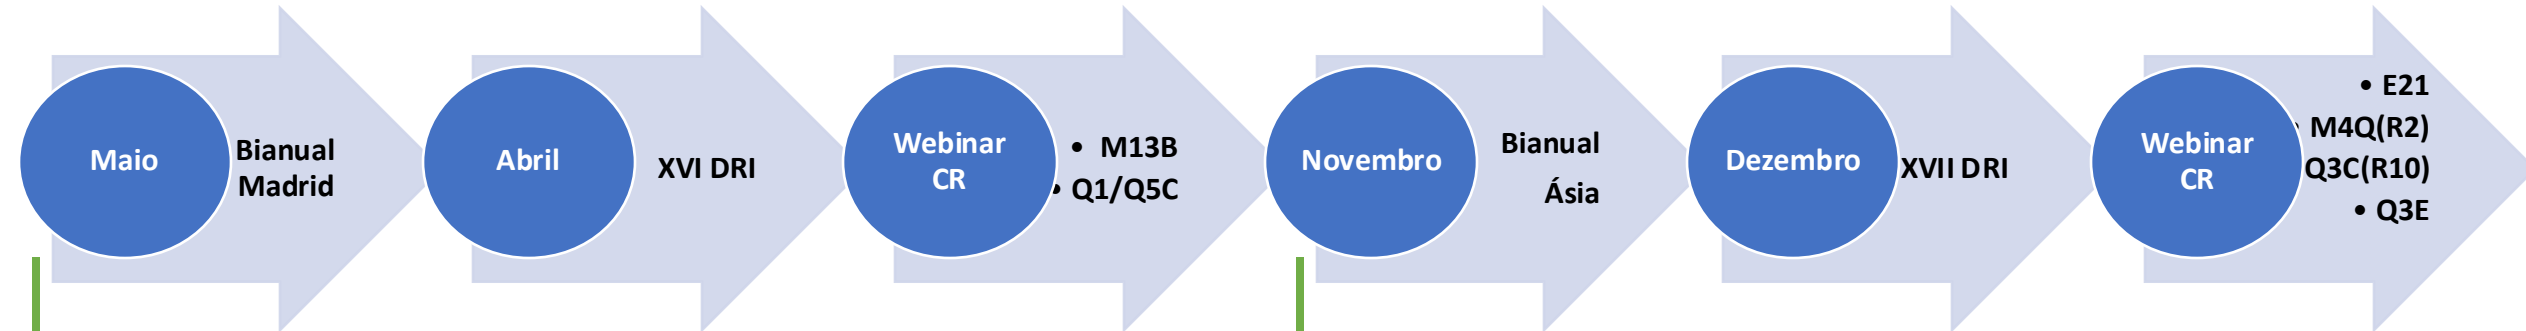 Maio
Bianual
Madrid
Abril
XVI DRI
Webinar
CR
• M13B
• Q1/Q5C
Novembro
Bianual
Ásia
Dezembro
XVII DRI
Webinar
CR
• E21
• M4Q(R2)
Q3C(R10)
• Q3E